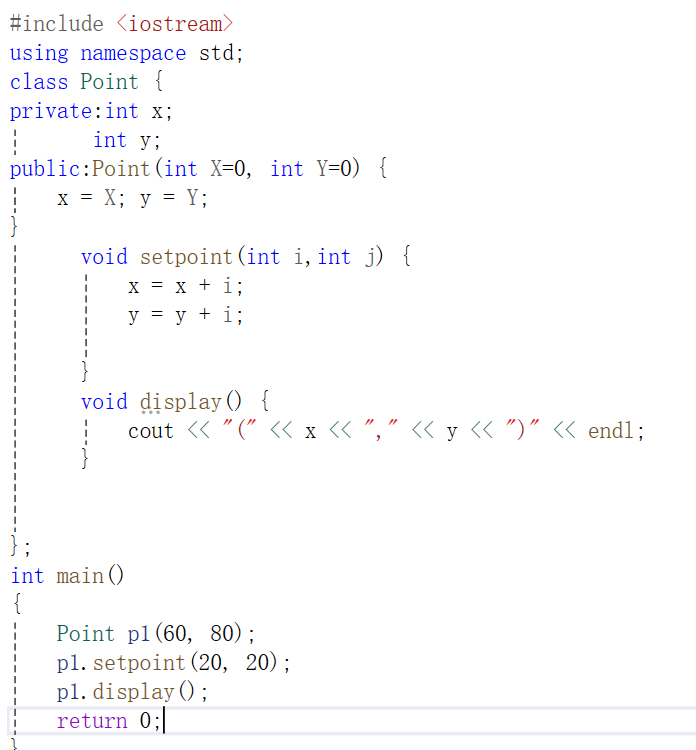 #include <iostream>
using namespace std;
class Point {
private:int x;
int y;
public:Point(int X=0, int Y=0) {
x = X; y = Y;
}
void setpoint(int i,int j) {
x = x + i;
y = y + i;
}
void display() {
cout << "(" << x << "," << y << ")" << endl;
}
};
int main()
{
Point p1(60, 80);
p1.setpoint(20, 20);
p1.display();
return 0;
}